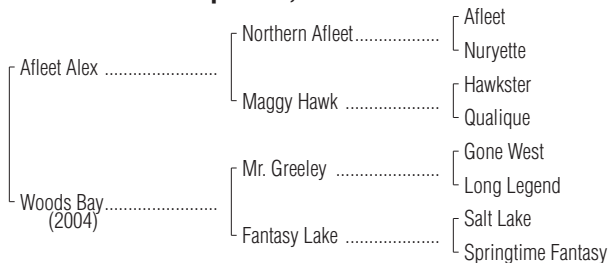 Afleet
Northern Afleet....................
Nuryette
Afleet Alex ..........................
Hawkster
Maggy Hawk ......................
Qualique
Gone West
Mr. Greeley ........................
Long Legend
Woods Bay..........................
(2004)
Salt Lake
Fantasy Lake ......................
Springtime Fantasy